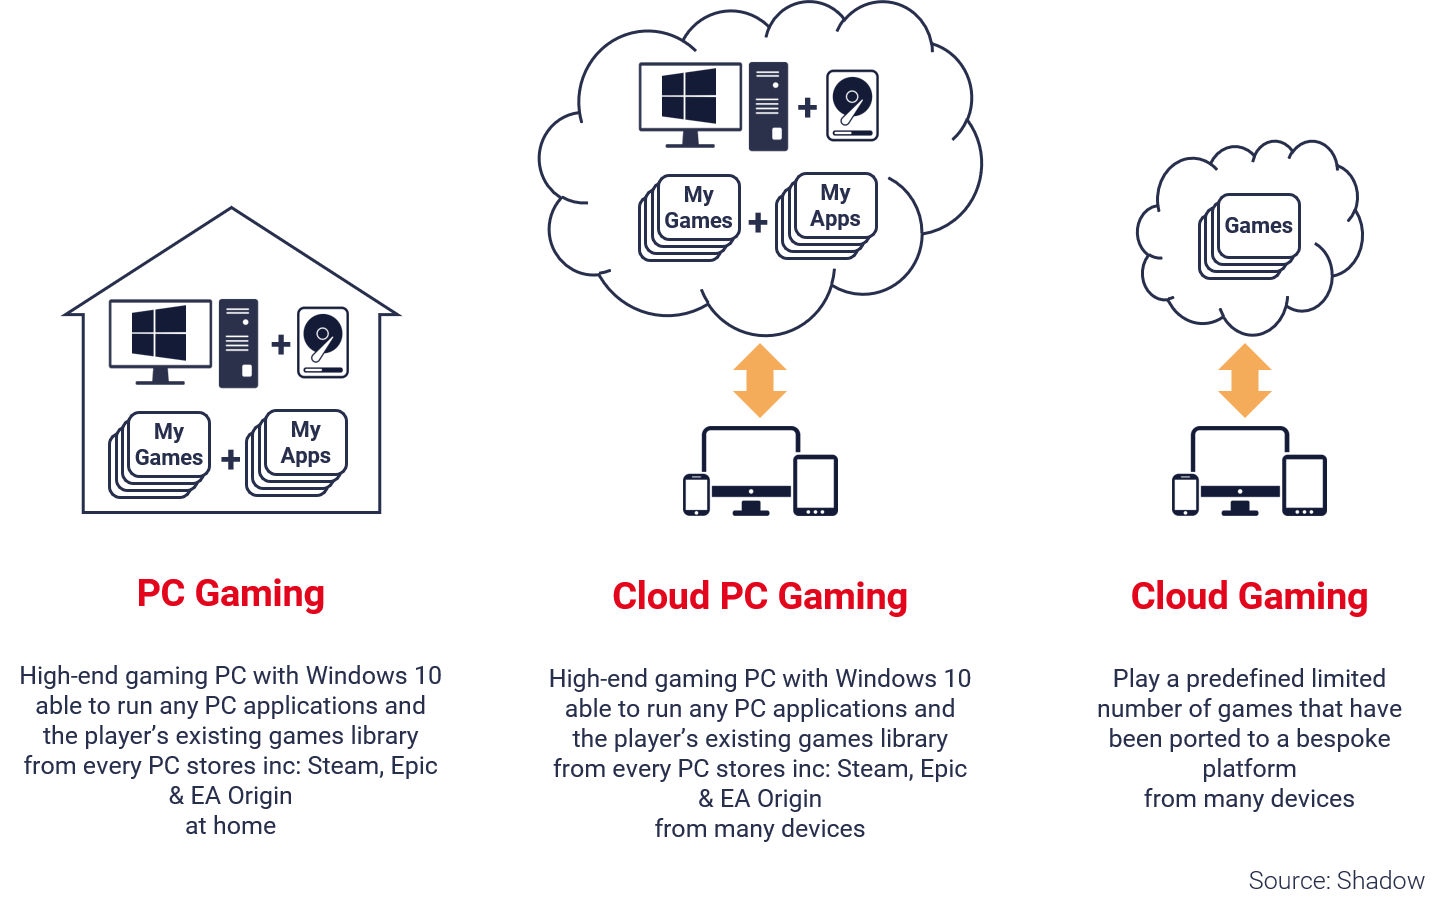 My
Games
My
Apps
PC Gaming
High-end gaming PC with Windows 10
able to run any PC applications and
the player’s existing games library
from every PC stores inc: Steam, Epic
& EA Origin
at home
My
Games
My
Apps
Cloud PC Gaming
High-end gaming PC with Windows 10
able to run any PC applications and
the player’s existing games library
from every PC stores inc: Steam, Epic
& EA Origin
from many devices
Games
Cloud Gaming
Play a predefined limited
number of games that have
been ported to a bespoke
platform
from many devices
Source: Shadow